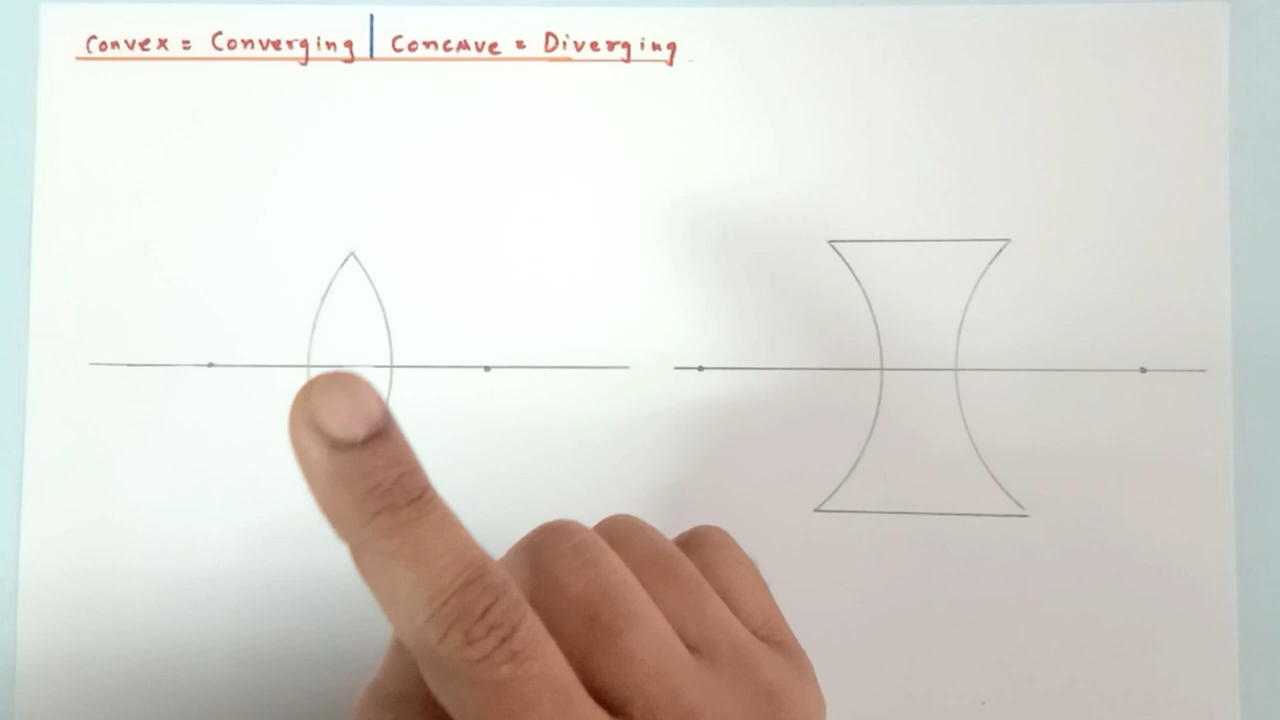 Convex = Converging | Concave = Diverging